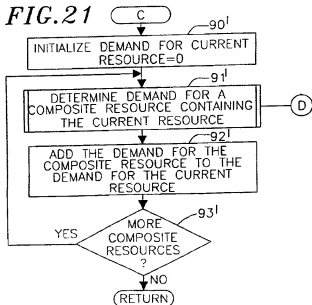 FIG.21
C
90'
INITIALIZE DEMAND FOR CURRENT
RESOURCE=0
91'
DETERMINE DEMAND FOR A
COMPOSITE RESOURCE CONTAINING
THE CURRENT RESOURCE
D
92'
ADD THE DEMAND FOR THE
COMPOSITE RESOURCE TO THE
DEMAND FOR THE CURRENT
RESOURCE
93'
YES
MORE
COMPOSITE
RESOURCES
?
NO
RETURN